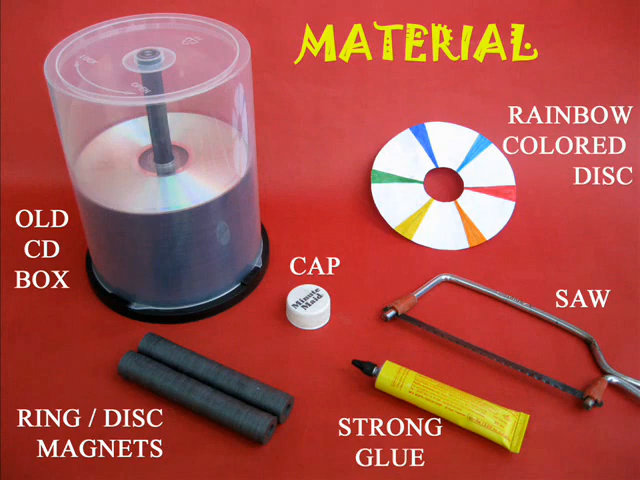 MATERIAL
RAINBOW
COLORED
DISC
OLD
CD
BOX
CAP
Minute
Maid
SAW
RING / DISC
MAGNETS
STRONG
GLUE